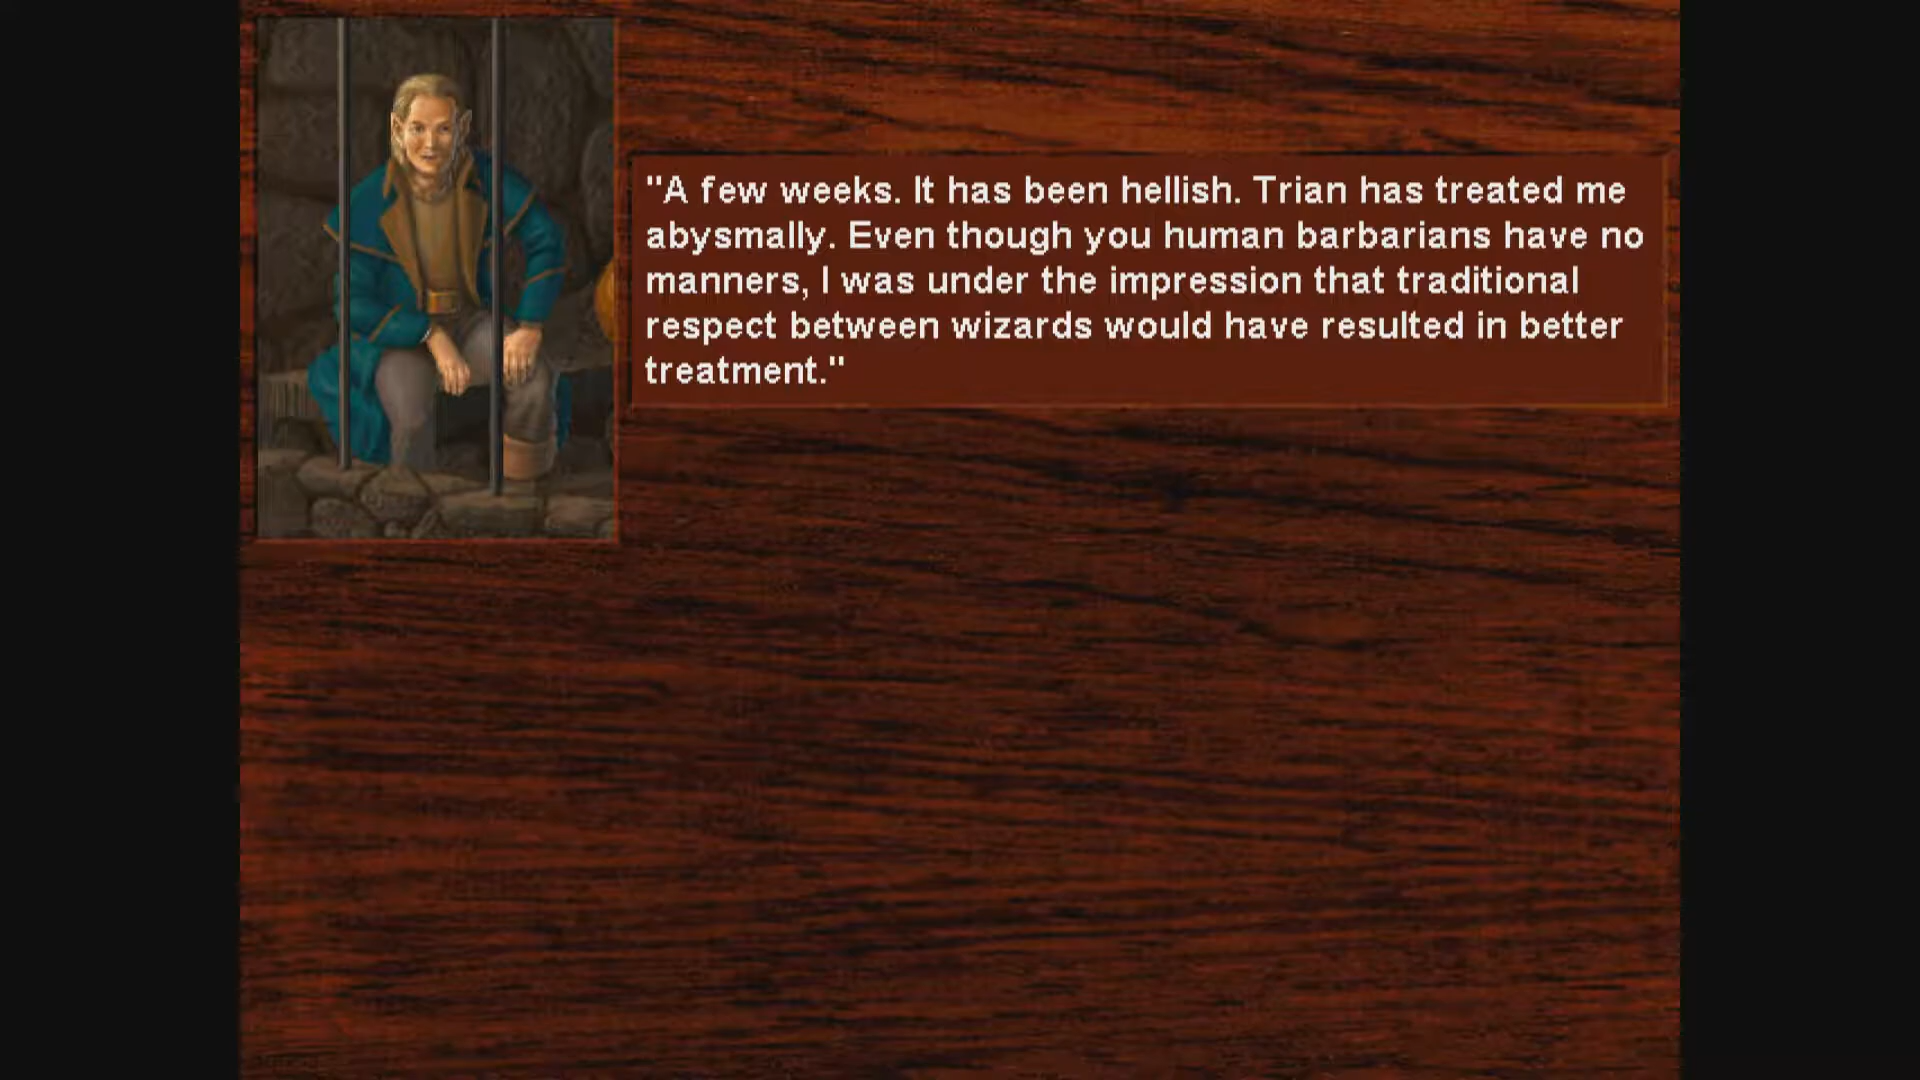 "A few weeks. It has been hellish. Trian has treated me
abysmally. Even though you human barbarians have no
manners, I was under the impression that traditional
respect between wizards would have resulted in better
treatment."